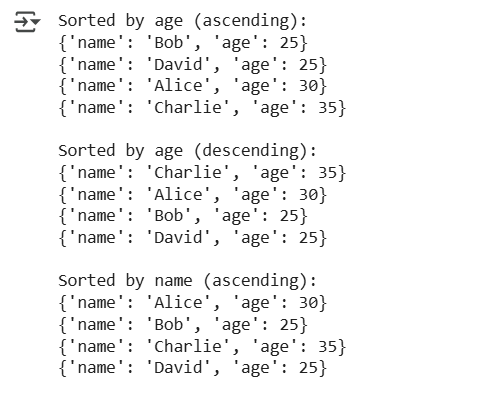 Sorted by age (ascending):
{'name': 'Bob', 'age': 25}
{'name': 'David', 'age': 25}
{'name': 'Alice', 'age': 30}
{'name': 'Charlie', 'age': 35}

Sorted by age (descending):
{'name': 'Charlie', 'age': 35}
{'name': 'Alice', 'age': 30}
{'name': 'Bob', 'age': 25}
{'name': 'David', 'age': 25}

Sorted by name (ascending):
{'name': 'Alice', 'age': 30}
{'name': 'Bob', 'age': 25}
{'name': 'Charlie', 'age': 35}
{'name': 'David', 'age': 25}